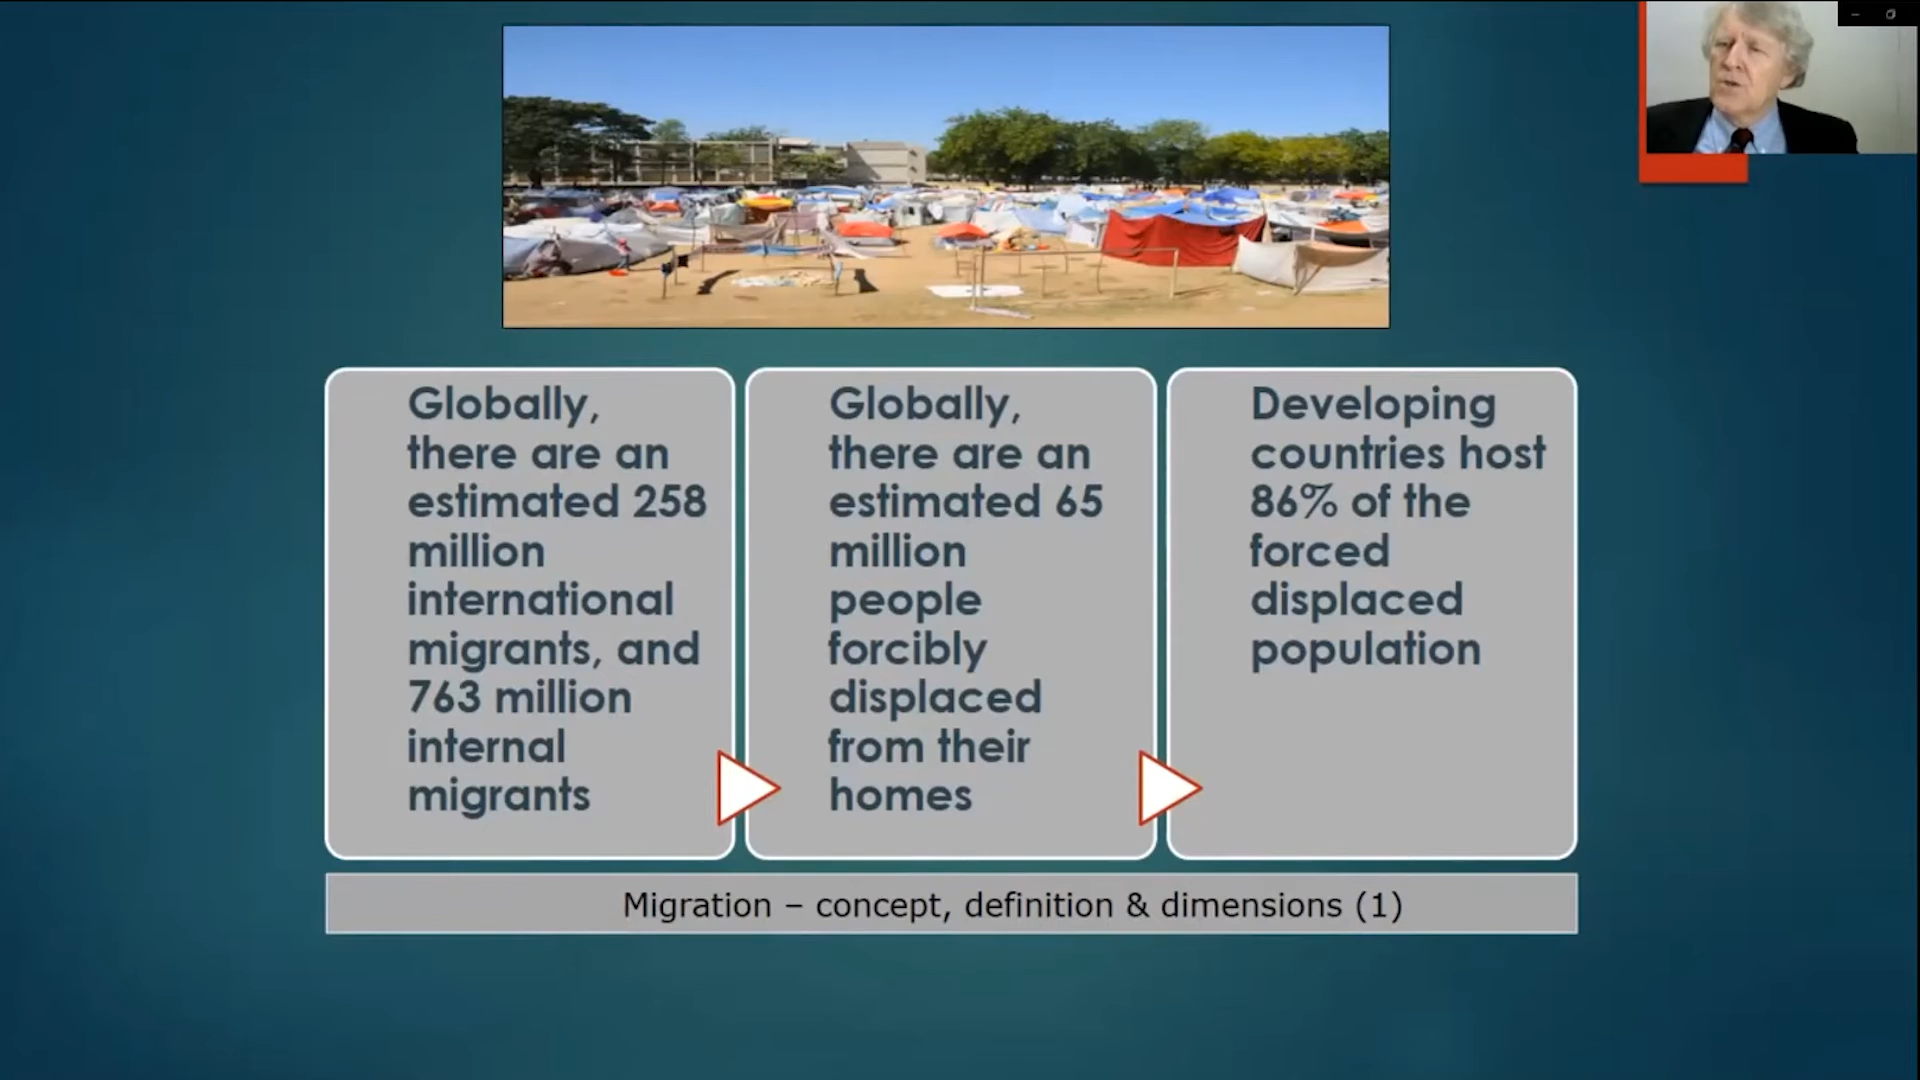 Globally,
there are an
estimated 258
million
international
migrants, and
763 million
internal
migrants
Globally,
there are an
estimated 65
million
people
forcibly
displaced
from their
homes
Developing
countries host
86% of the
forced
displaced
population
Migration – concept, definition & dimensions (1)